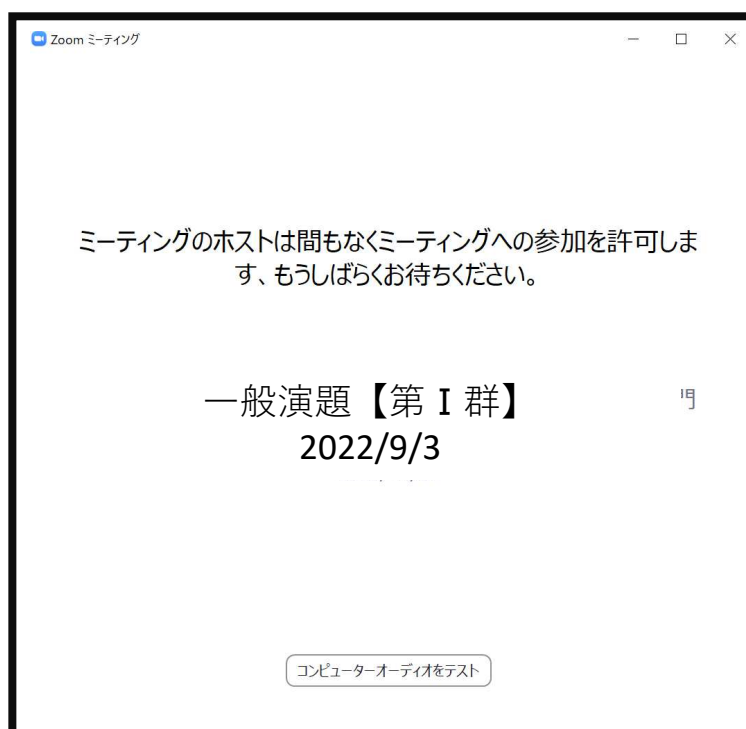 Zoom ミーティング
ミーティングのホストは間もなくミーティングへの参加を許可しま
す、もうしばらくお待ちください。
一般演題【第Ⅰ群】
2022/9/3
コンピューターオーディオをテスト